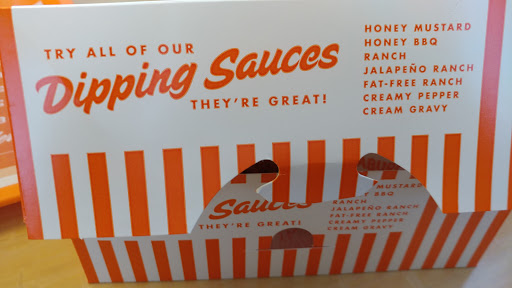 TRY ALL OF OUR
Dipping Sauces
THEY'RE GREAT!
HONEY MUSTARD
HONEY BBQ
RANCH
JALAPEÑO RANCH
FAT-FREE RANCH
CREAMY PEPPER
CREAM GRAVY
Sauces
THEY'RE GREAT!
MUSTARD
BBQ
RANCH
JALAPEÑO RANCH
FAT-FREE RANCH
CREAMY PEPPER
CREAM GRAVY